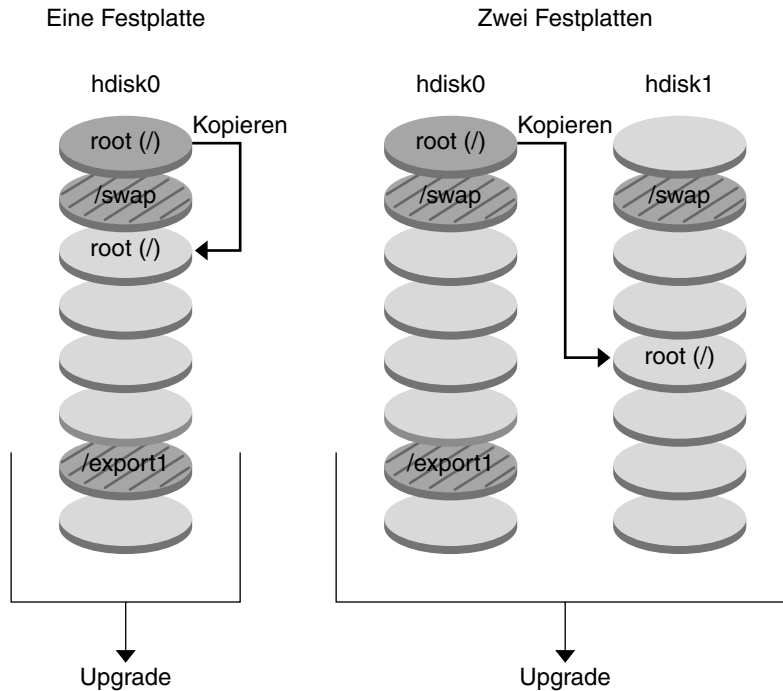 Eine Festplatte
Zwei Festplatten
hdisk0
hdisk0
hdisk1
root (/)
Kopieren
/swap
root (/)
/export1
root (/)
Kopieren
/swap
/export1
/swap
root (/)
Upgrade
Upgrade